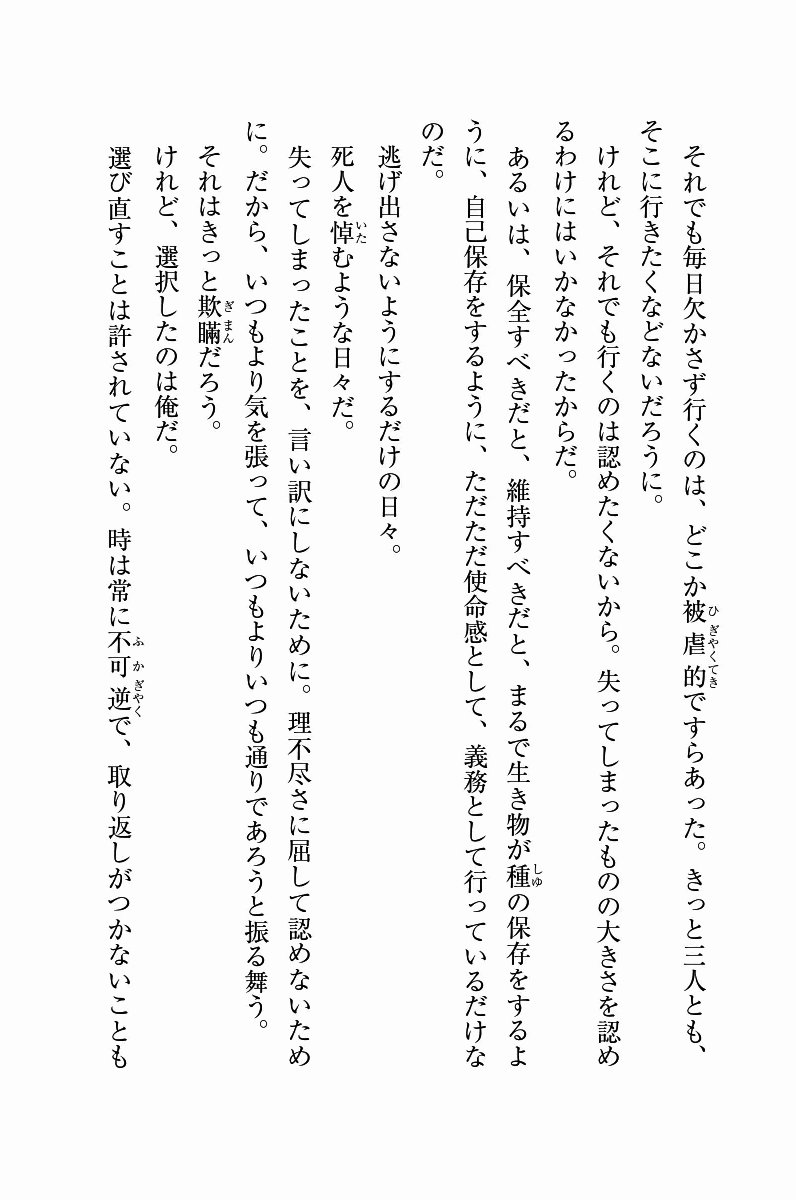 それでも毎日欠かさず行くのは、どこか被虐的ですらあった。きっと三人とも、
そこに行きたくなどないだろうに。
けれど、それでも行くのは認めたくないから。失ってしまったものの大きさを認め
るわけにはいかなかったからだ。
あるいは、保全すべきだと、維持すべきだと、まるで生き物が種の保存をするよ
うに、自己保存をするように、ただただ使命感として、義務として行っているだけな
のだ。
逃げ出さないようにするだけの日々。
死人を悼むような日々だ。
失ってしまったことを、言い訳にしないために。理不尽さに屈して認めないため
に。だから、いつもより気を張って、いつもよりいつも通りであろうと振る舞う。
それはきっと欺瞞だろう。
けれど、選択したのは俺だ。
選び直すことは許されていない。時は常に不可逆で、取り返しがつかないことも